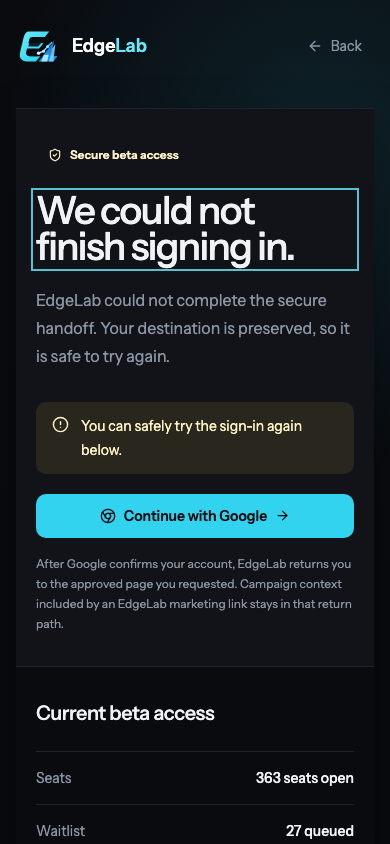 EdgeLab
Back
Secure beta access
We could not
finish signing in.
EdgeLab could not complete the secure
handoff. Your destination is preserved, so it
is safe to try again.
You can safely try the sign-in again
below.
Continue with Google
After Google confirms your account, EdgeLab returns you
to the approved page you requested. Campaign context
included by an EdgeLab marketing link stays in that return
path.
Current beta access
Seats 363 seats open
Waitlist 27 queued